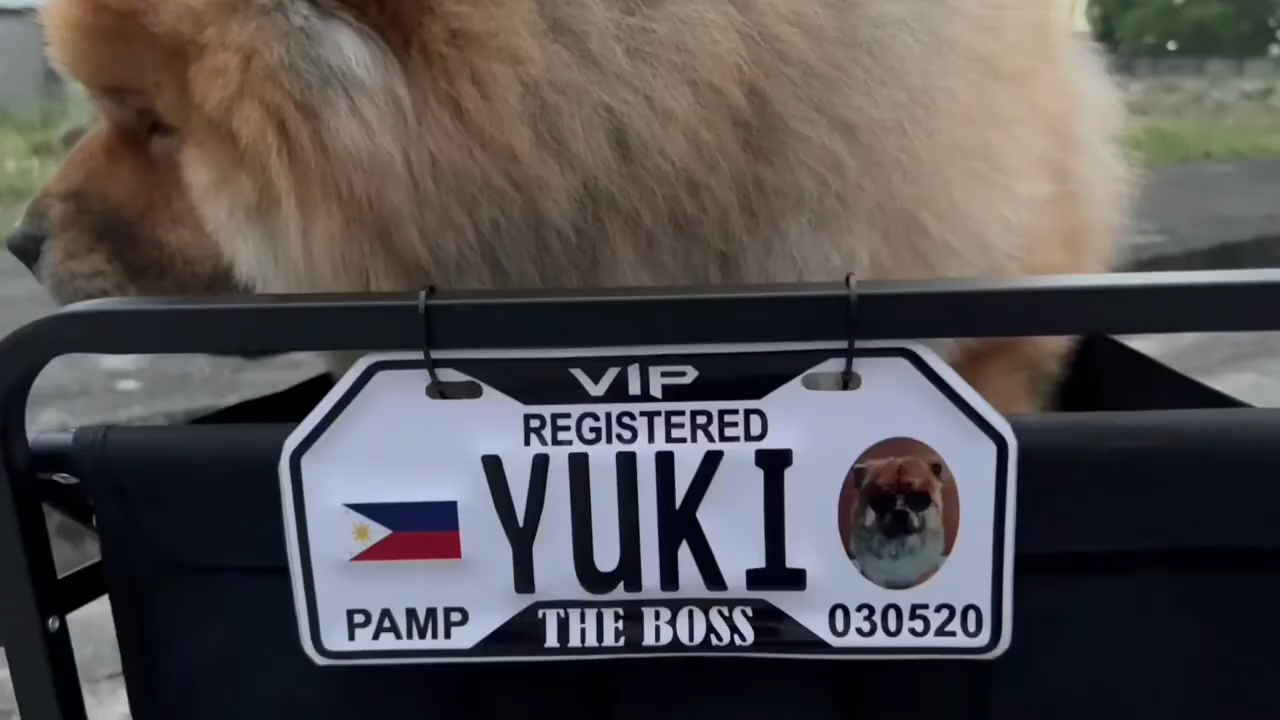 VIP
REGISTERED
YUKI
PAMP
THE BOSS
030520